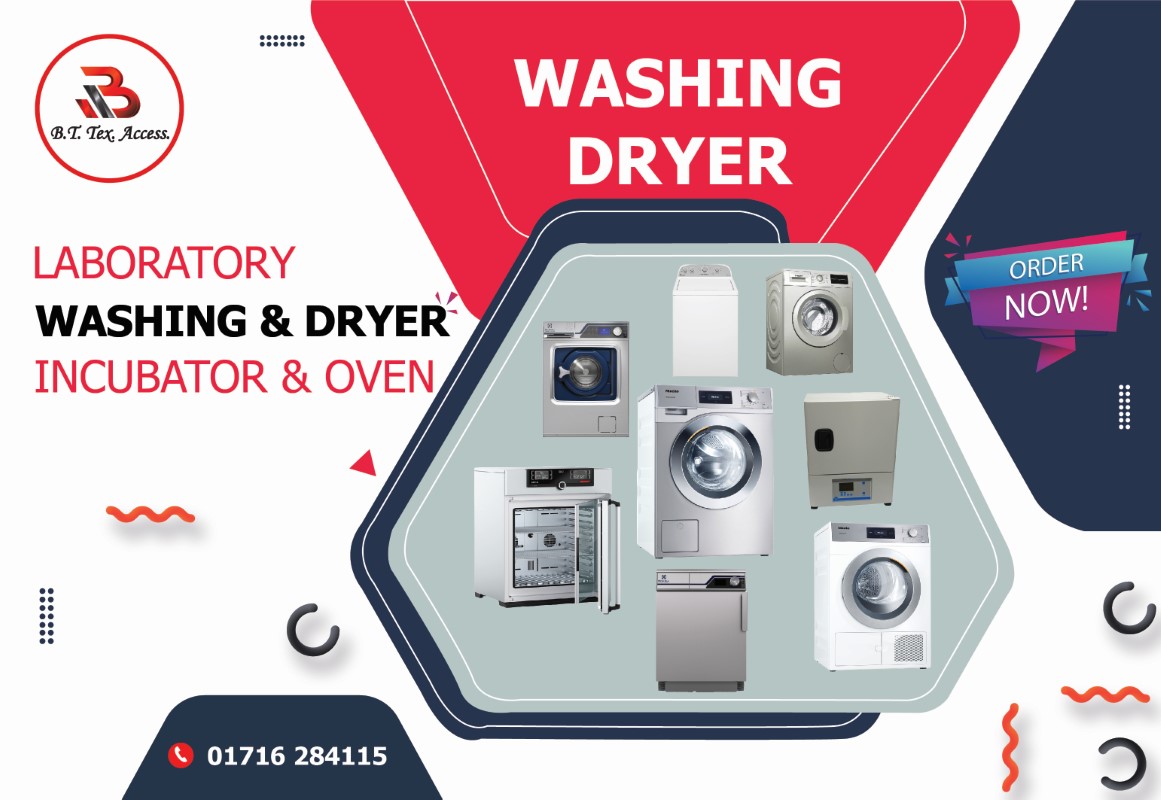 B.T. Tex. Access.
WASHING
DRYER
LABORATORY
WASHING & DRYER
INCUBATOR & OVEN
ORDER
NOW!
01716 284115